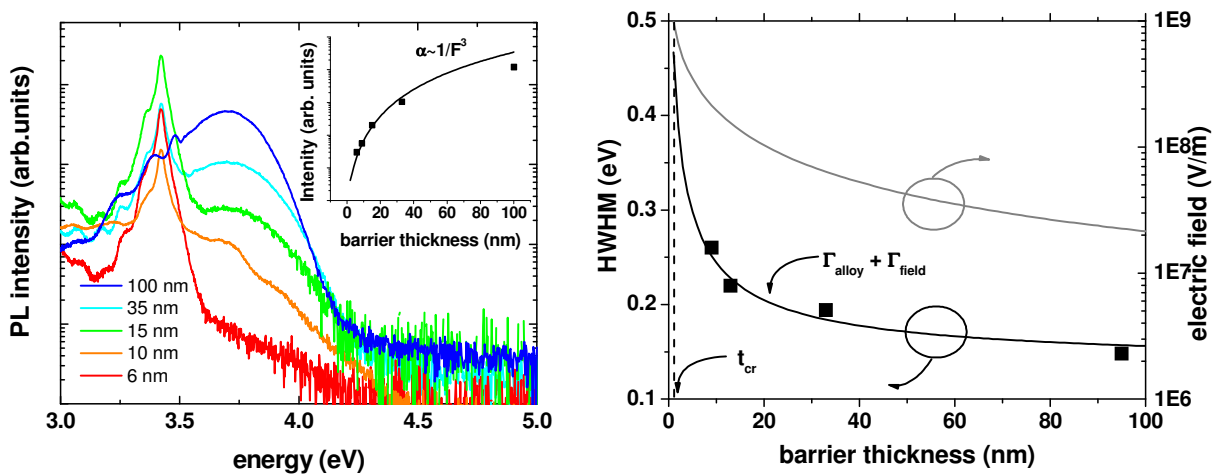 PL intensity (arb.units)
α~1/F³
Intenity (arb. units)
0 20 40 60 80 100
barrier thickness (nm)
100 nm
35 nm
15 nm
10 nm
6 nm
3.0 3.5 4.0 4.5 5.0
energy (eV)
HWHM (eV)
0.5
0.4
0.3
0.2
0.1
Γalloy + Γfield
tcr
0 20 40 60 80 100
barrier thickness (nm)
1E9
1E8
1E7
1E6
electric field (V/m)